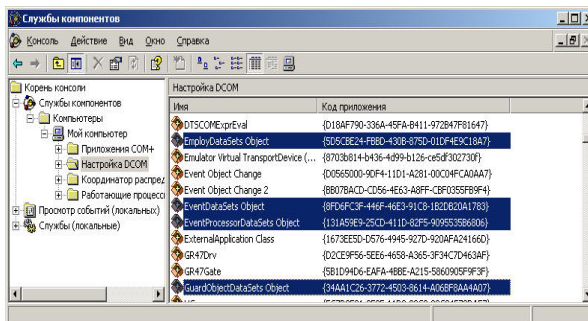 Службы компонентов
Консоль Действие Вид Окно Справка
Корень консоли
Службы компонентов
Компьютеры
Мой компьютер
Приложения COM+
Настройка DCOM
Координатор распред
Работающие процесс
Просмотр событий (локальных)
Службы (локальные)
Настройка DCOM
Имя Код приложения
DTSCOMExprEval {D18AF790-336A-45FA-B411-972B47F81647}
EmployDataSets Object {5D5CBE24-FBBD-430B-875D-01DF4E9C18A7}
Emulator Virtual TransportDevice (... {8703b814-b436-4d99-b126-ce5df302730f}
Event Object Change {D0565000-9DF4-11D1-A281-00C04FCA0AA7}
Event Object Change 2 {BB07BACD-CD56-4E63-A8FF-CBF0355FB9F4}
EventDataSets Object {8FD6FC3F-446F-46E3-91C8-1B2DB20A1783}
EventProcessorDataSets Object {131A59E9-25CD-411D-82F5-9095535B6806}
ExternalApplication Class {1673EE5D-D576-4945-927D-920AFA24166D}
GR47Drv {D2CE9F56-5EE6-4658-A365-3F34C7D463AF}
GR47Gate {5B1D94D6-EAFA-4BBE-A215-5860905F9F3F}
GuardObjectDataSets Object {34AA1C26-3772-4503-8614-A06BF8AA4A07}